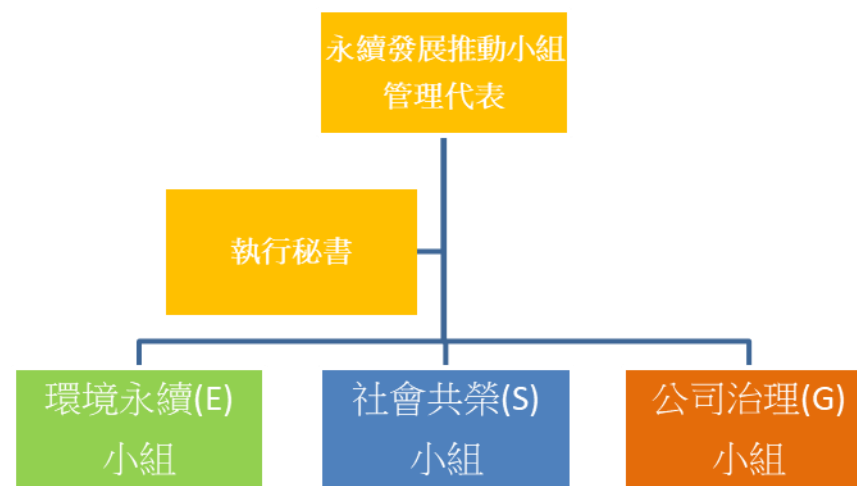 永續發展推動小組
管理代表
執行秘書
環境永續(E)
小組
社會共榮(S)
小組
公司治理(G)
小組